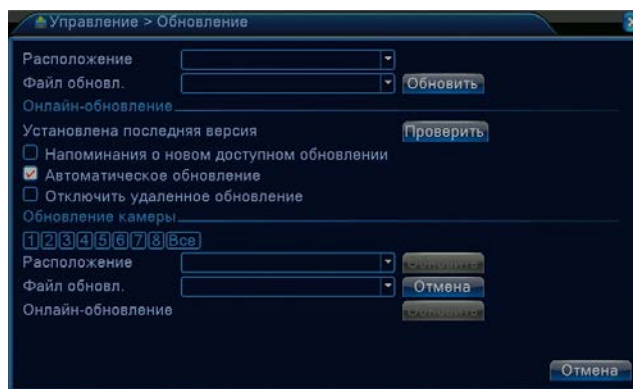 Управление > Обновление
Расположение
Файл обновл. Обновить
Онлайн-обновление
Установлена последняя версия Проверить
Напоминания о новом доступном обновлении
Автоматическое обновление
Отключить удаленное обновление
Обновление камеры
1 2 3 4 5 6 7 8 Все
Расположение Обновить
Файл обновл. Отмена
Онлайн-обновление Обновить
Отмена